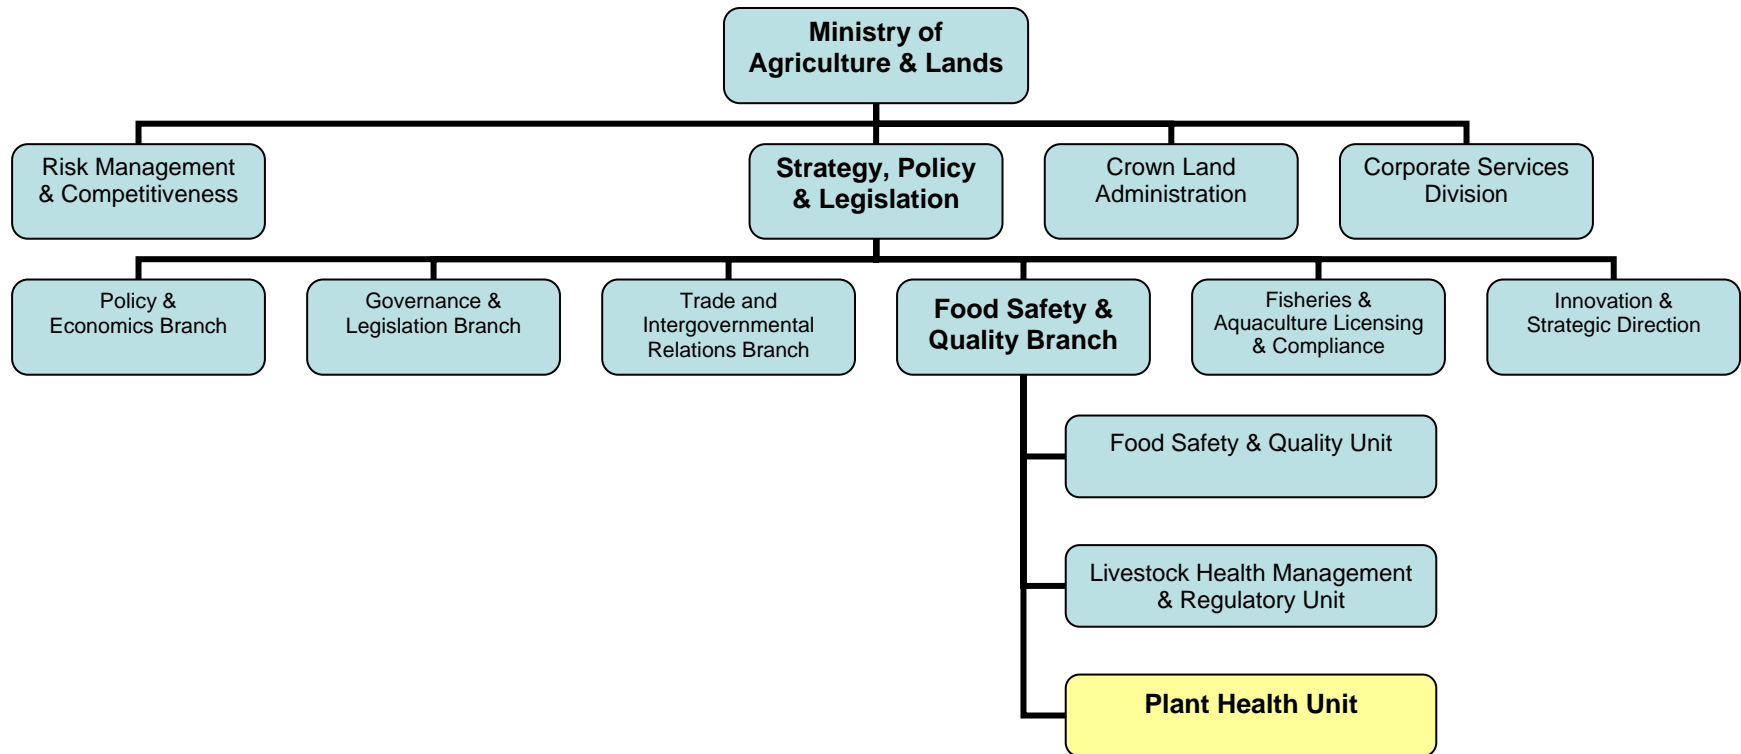 Ministry of
Agriculture & Lands
Risk Management
& Competitiveness
Strategy, Policy
& Legislation
Crown Land
Administration
Corporate Services
Division
Policy &
Economics Branch
Governance &
Legislation Branch
Trade and
Intergovernmental
Relations Branch
Food Safety &
Quality Branch
Fisheries &
Aquaculture Licensing
& Compliance
Innovation &
Strategic Direction
Food Safety & Quality Unit
Livestock Health Management
& Regulatory Unit
Plant Health Unit